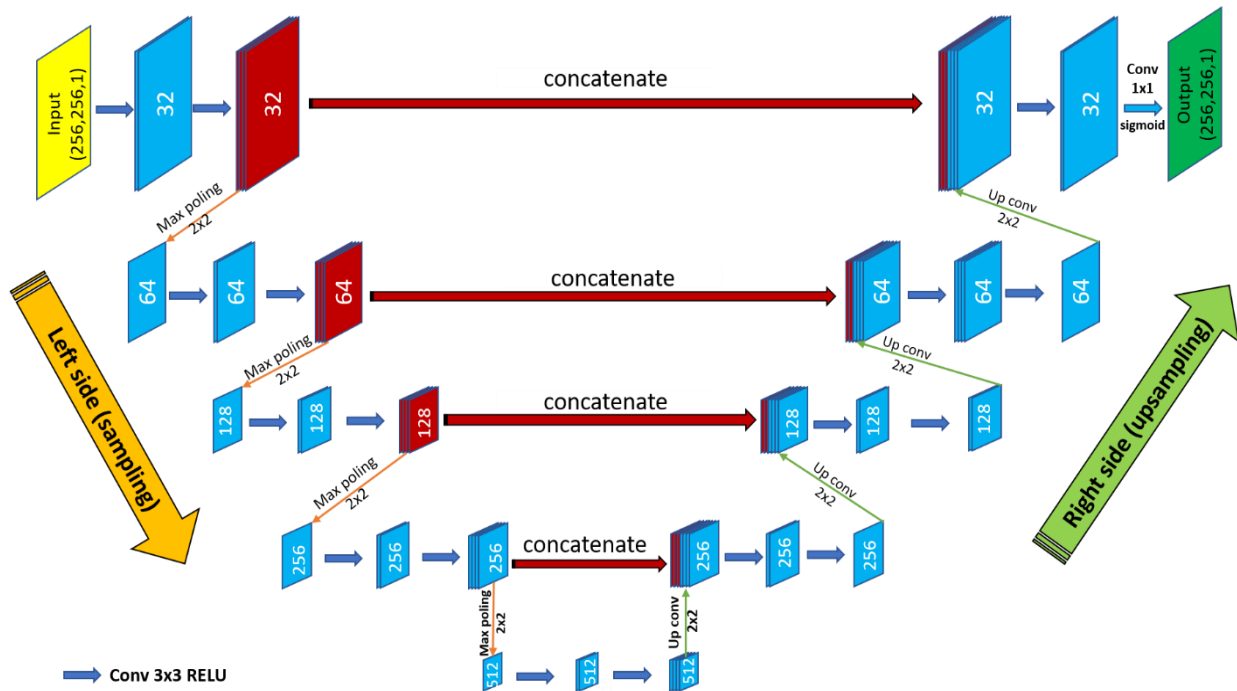 Input
(256,256,1)
32
32
concatenate
32
32
Conv
1x1
sigmoid
Output
(256,256,1)
Max poling
2x2
Up conv
2x2
64
64
64
concatenate
64
64
64
Max poling
2x2
Up conv
2x2
Left side (sampling)
Right side (upsampling)
128
128
128
concatenate
128
128
128
Max poling
2x2
Up conv
2x2
256
256
256
concatenate
256
256
256
Max poling
2x2
Up conv
2x2
512
512
512
Conv 3x3 RELU